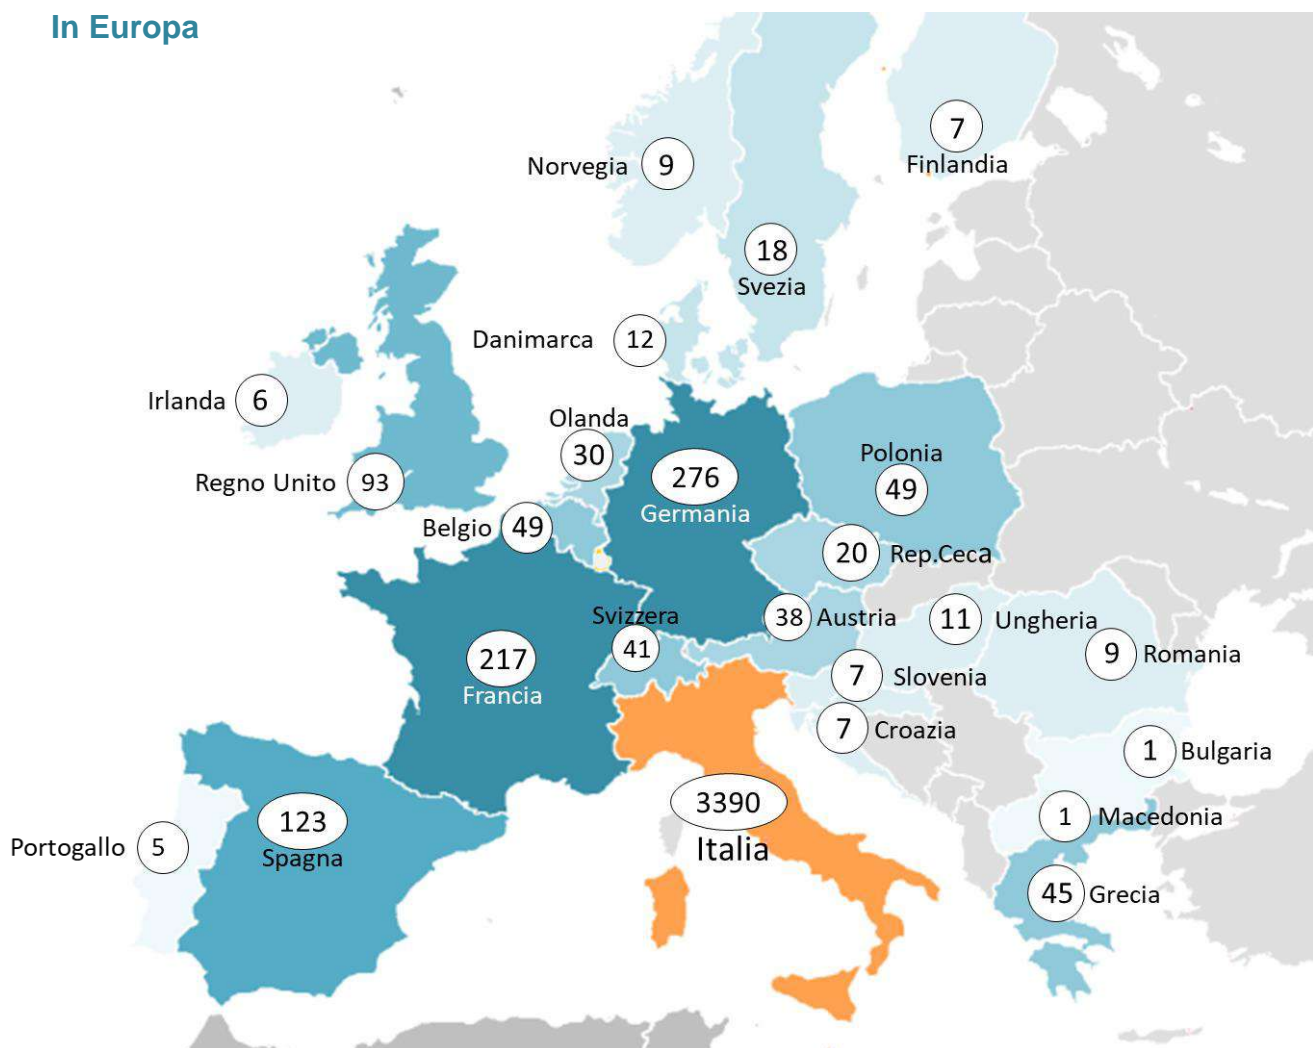 In Europa
7
Finlandia
Norvegia 9
18
Svezia
Danimarca 12
Irlanda 6
Olanda
30
Polonia
49
276
Germania
Regno Unito 93
Belgio 49
20 Rep.Ceca
Svizzera
41
38 Austria
11 Ungheria
9 Romania
217
Francia
7 Slovenia
7 Croazia
1 Bulgaria
3390
Italia
1 Macedonia
123
Spagna
Portogallo 5
45 Grecia